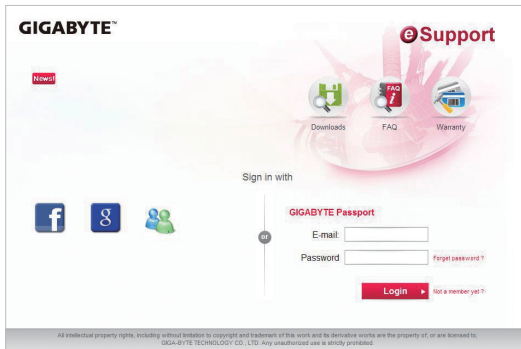 GIGABYTE™
eSupport
News!
FAQ
Downloads
FAQ
Warranty
Sign in with
GIGABYTE Passport
or
E-mail:
Password
Forget password ?
Login
Not a member yet ?
All intellectual property rights, including without limitation to copyright and trademark of this work and its derivative works are the property of, or are licensed to,
GIGA-BYTE TECHNOLOGY CO., LTD. Any unauthorized use is strictly prohibited.